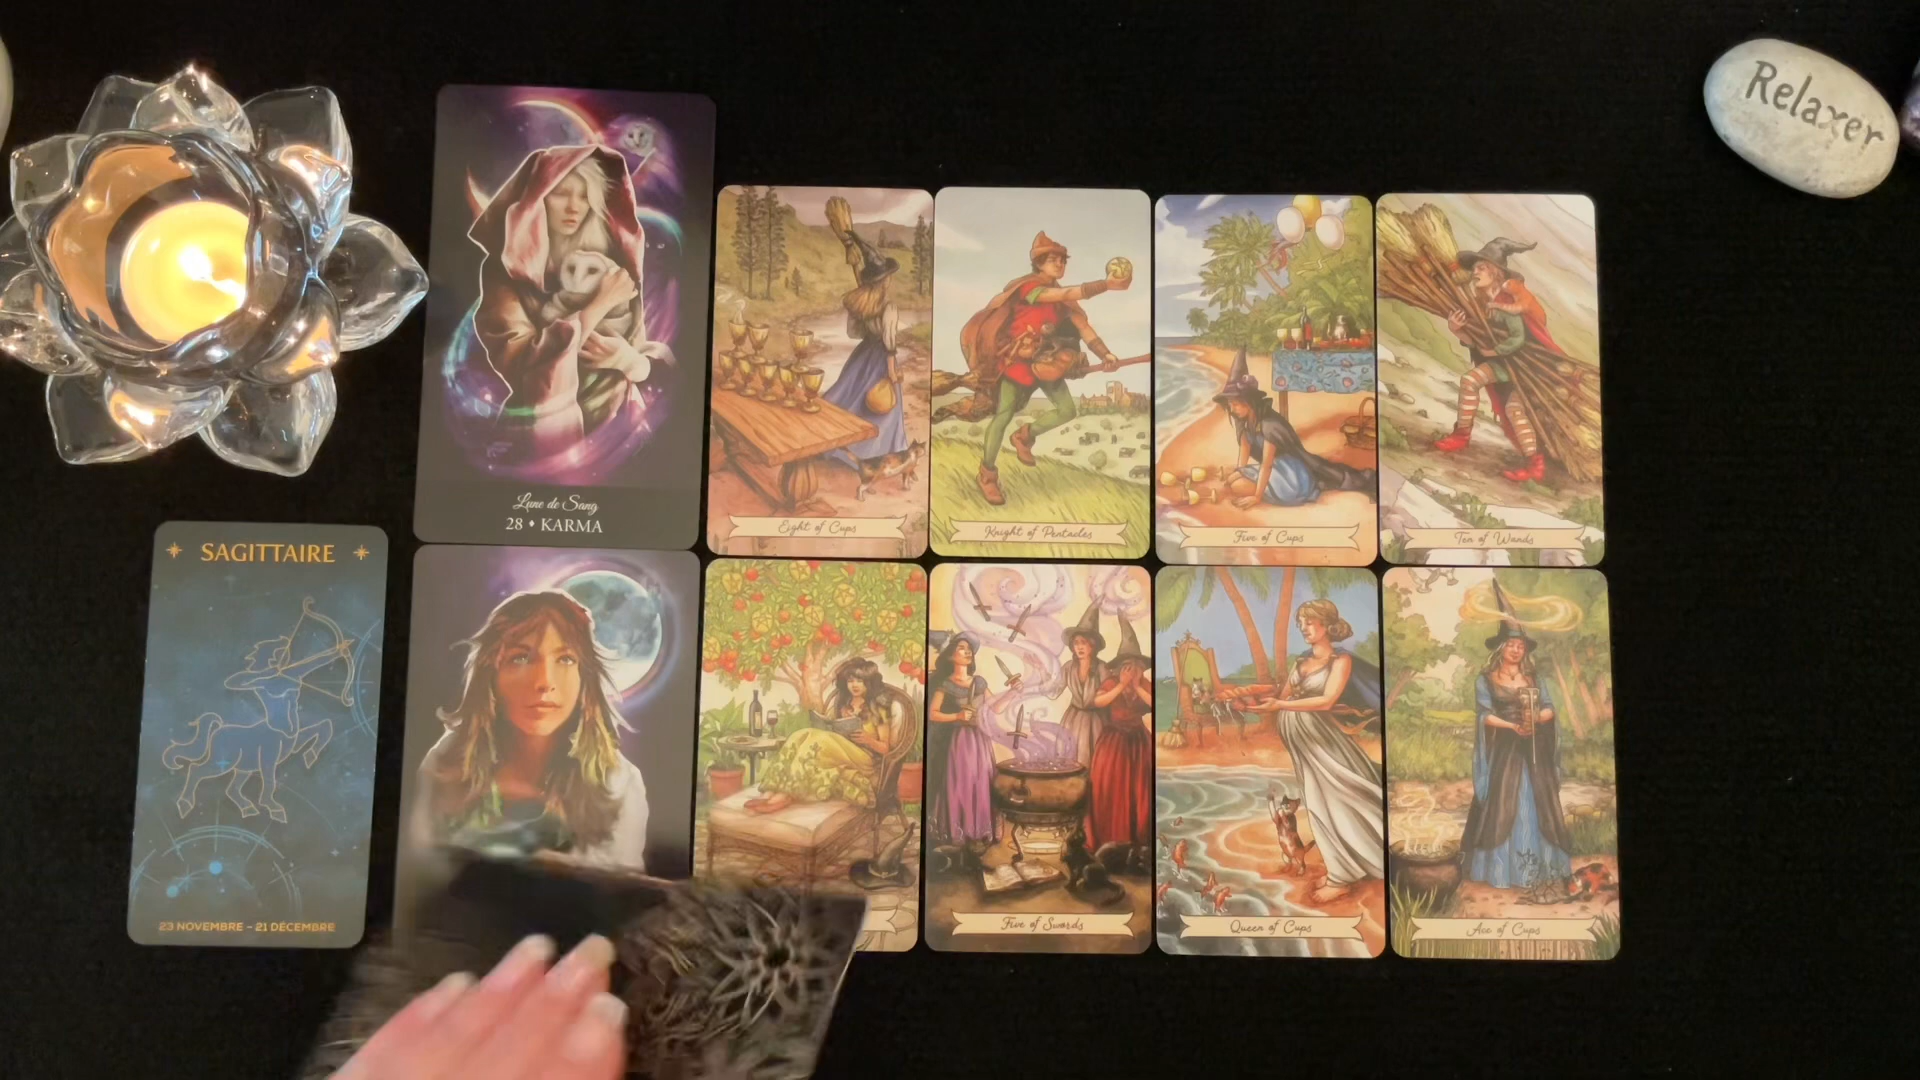 Relaxer
Lune de Sang
28 ♦ KARMA
Eight of Cups
Knight of Pentacles
Five of Cups
Ten of Wands
SAGITTAIRE
23 NOVEMBRE - 21 DÉCEMBRE
Five of Swords
Queen of Cups
Ace of Cups